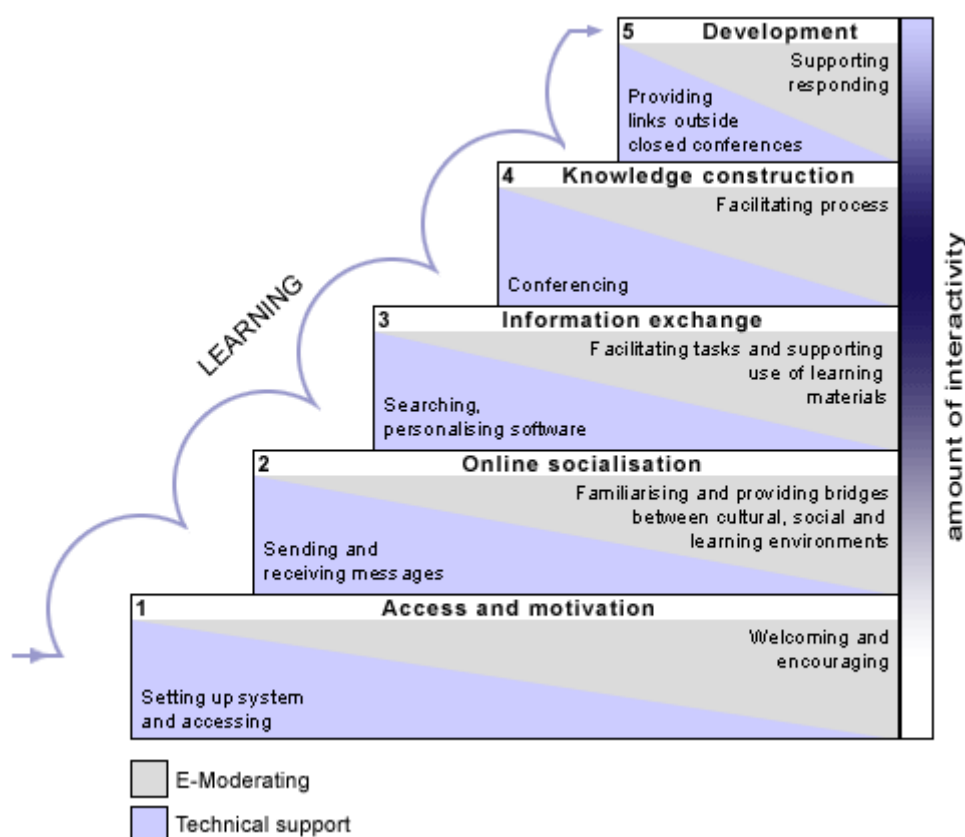 5 Development
Supporting
responding
Providing
links outside
closed conferences
4 Knowledge construction
Facilitating process
Conferencing
3 Information exchange
Facilitating tasks and supporting
use of learning
materials
Searching,
personalising software
2 Online socialisation
Familiarising and providing bridges
between cultural, social and
learning environments
Sending and
receiving messages
1 Access and motivation
Welcoming and
encouraging
Setting up system
and accessing
LEARNING
amount of interactivity
E-Moderating
Technical support